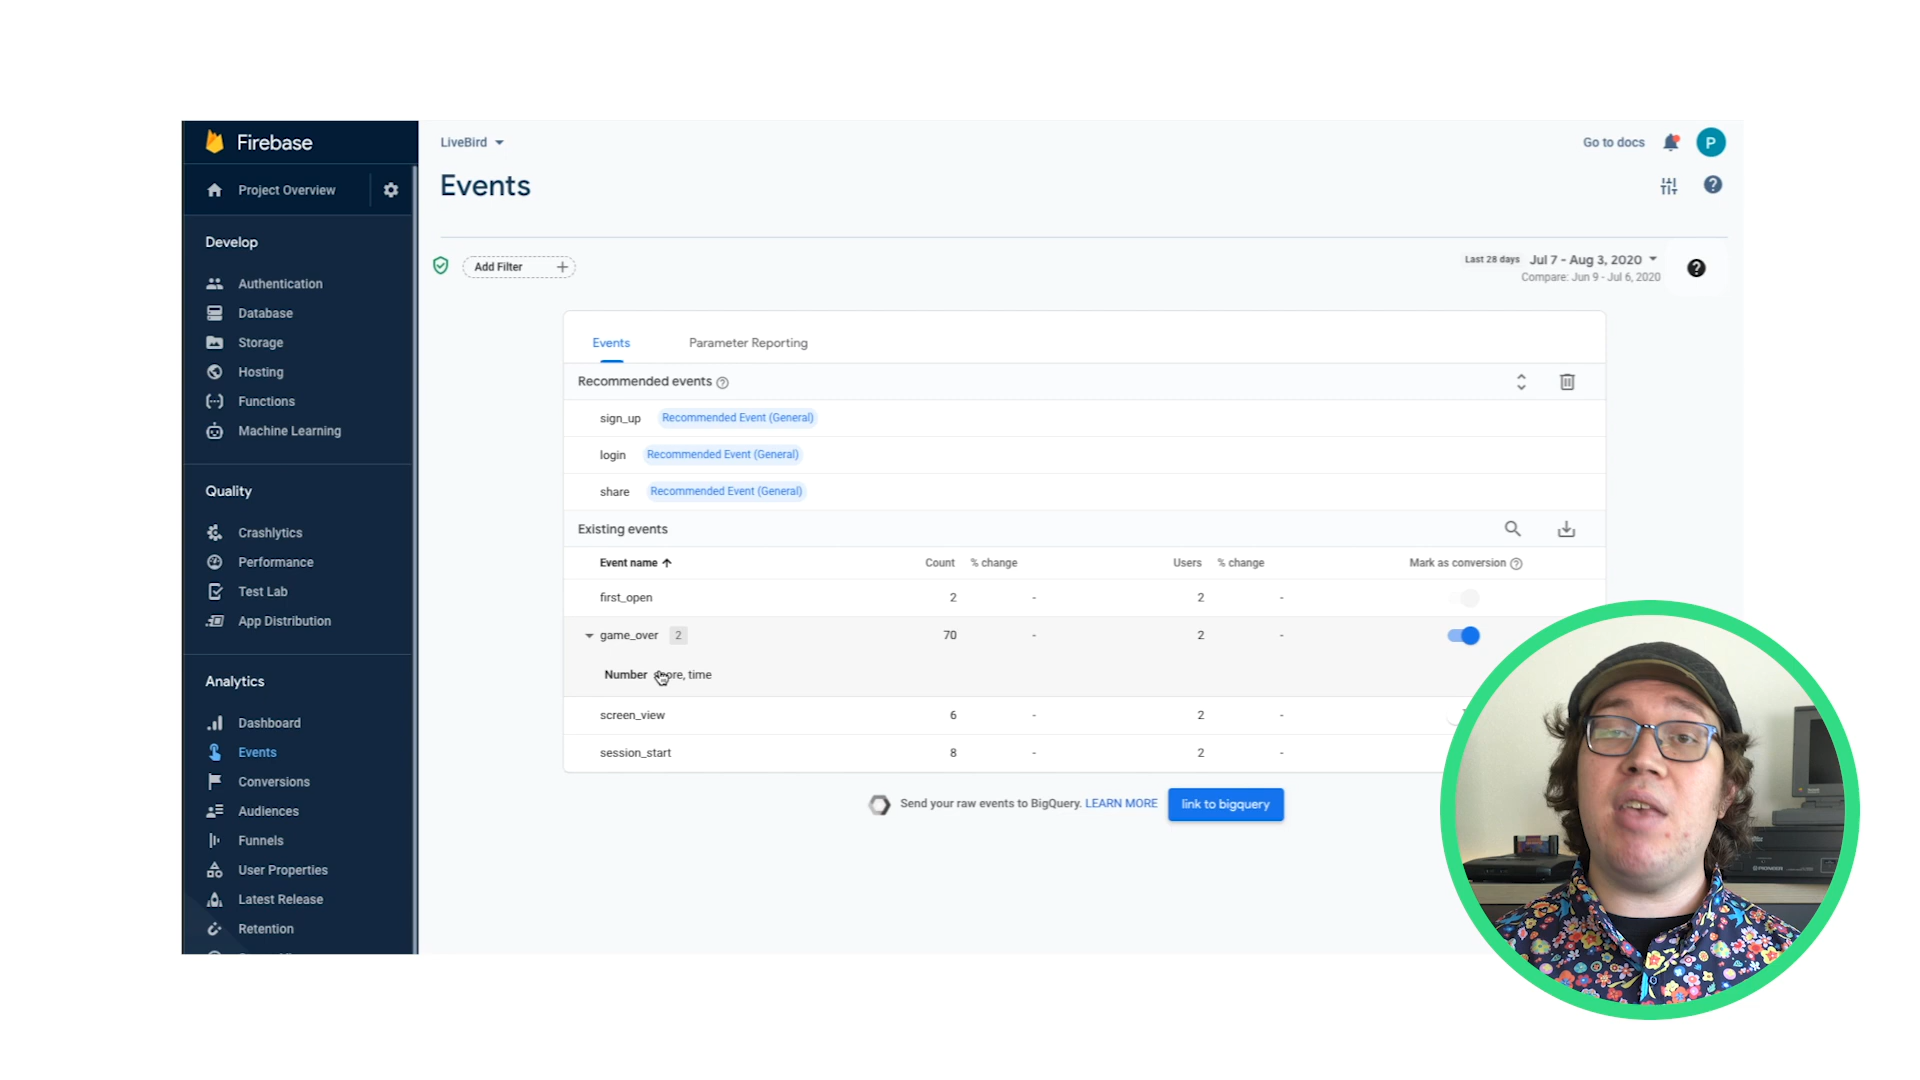 Firebase
Project Overview
Develop
Authentication
Database
Storage
Hosting
Functions
Machine Learning
Quality
Crashlytics
Performance
Test Lab
App Distribution
Analytics
Dashboard
Events
Conversions
Audiences
Funnels
User Properties
Latest Release
Retention
LiveBird
Go to docs
P
Events
Add Filter
Last 28 days Jul 7 - Aug 3, 2020
Compare: Jun 9 - Jul 6, 2020
Events Parameter Reporting
Recommended events
sign_up Recommended Event (General)
login Recommended Event (General)
share Recommended Event (General)
Existing events
Event name Count % change Users % change Mark as conversion
first_open 2 - 2 -
game_over 2 70 - 2 -
Number time
screen_view 6 - 2 -
session_start 8 - 2 -
Send your raw events to BigQuery. LEARN MORE link to bigquery
PIONEER